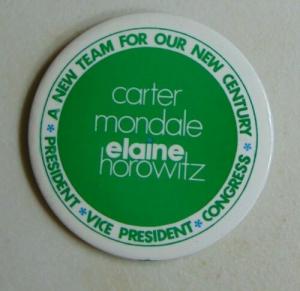 A NEW TEAM FOR OUR NEW CENTURY
carter
mondale
elaine
horowitz
* PRESIDENT * VICE PRESIDENT * CONGRESS *